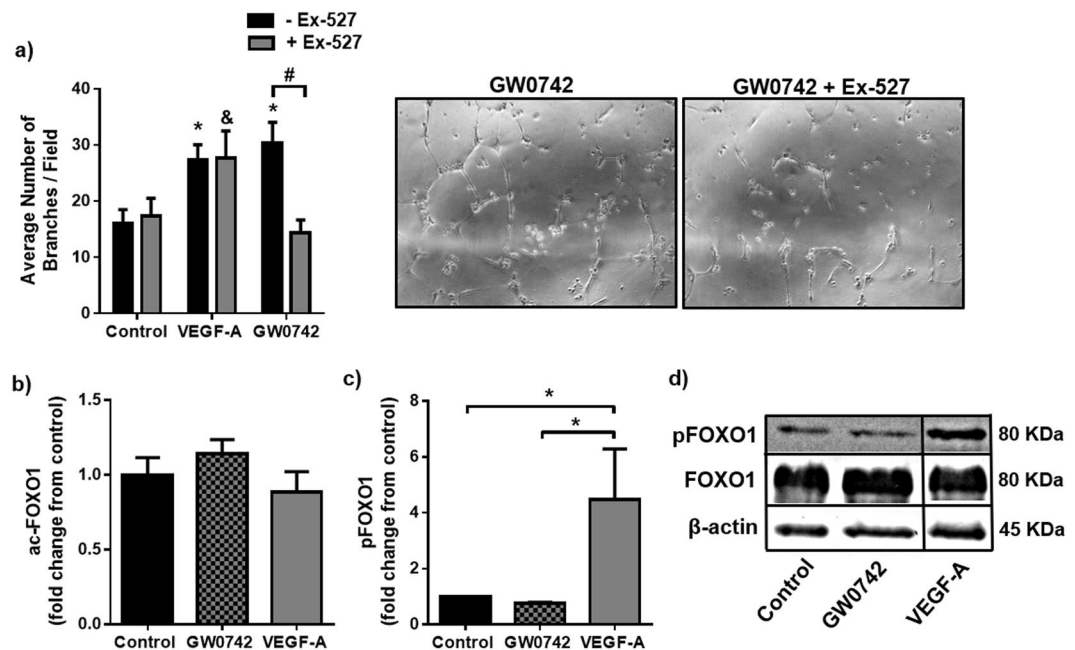 - Ex-527
+ Ex-527
a)
Average Number of
Branches / Field
40
30
20
10
0
*
&
*
#
Control
VEGF-A
GW0742
GW0742
GW0742 + Ex-527
b)
ac-FOXO1
(fold change from control)
1.5
1.0
0.5
0.0
Control
GW0742
VEGF-A
c)
pFOXO1
(fold change from control)
8
6
4
2
0
*
*
Control
GW0742
VEGF-A
d)
pFOXO1
80 KDa
FOXO1
80 KDa
β-actin
45 KDa
Control
GW0742
VEGF-A